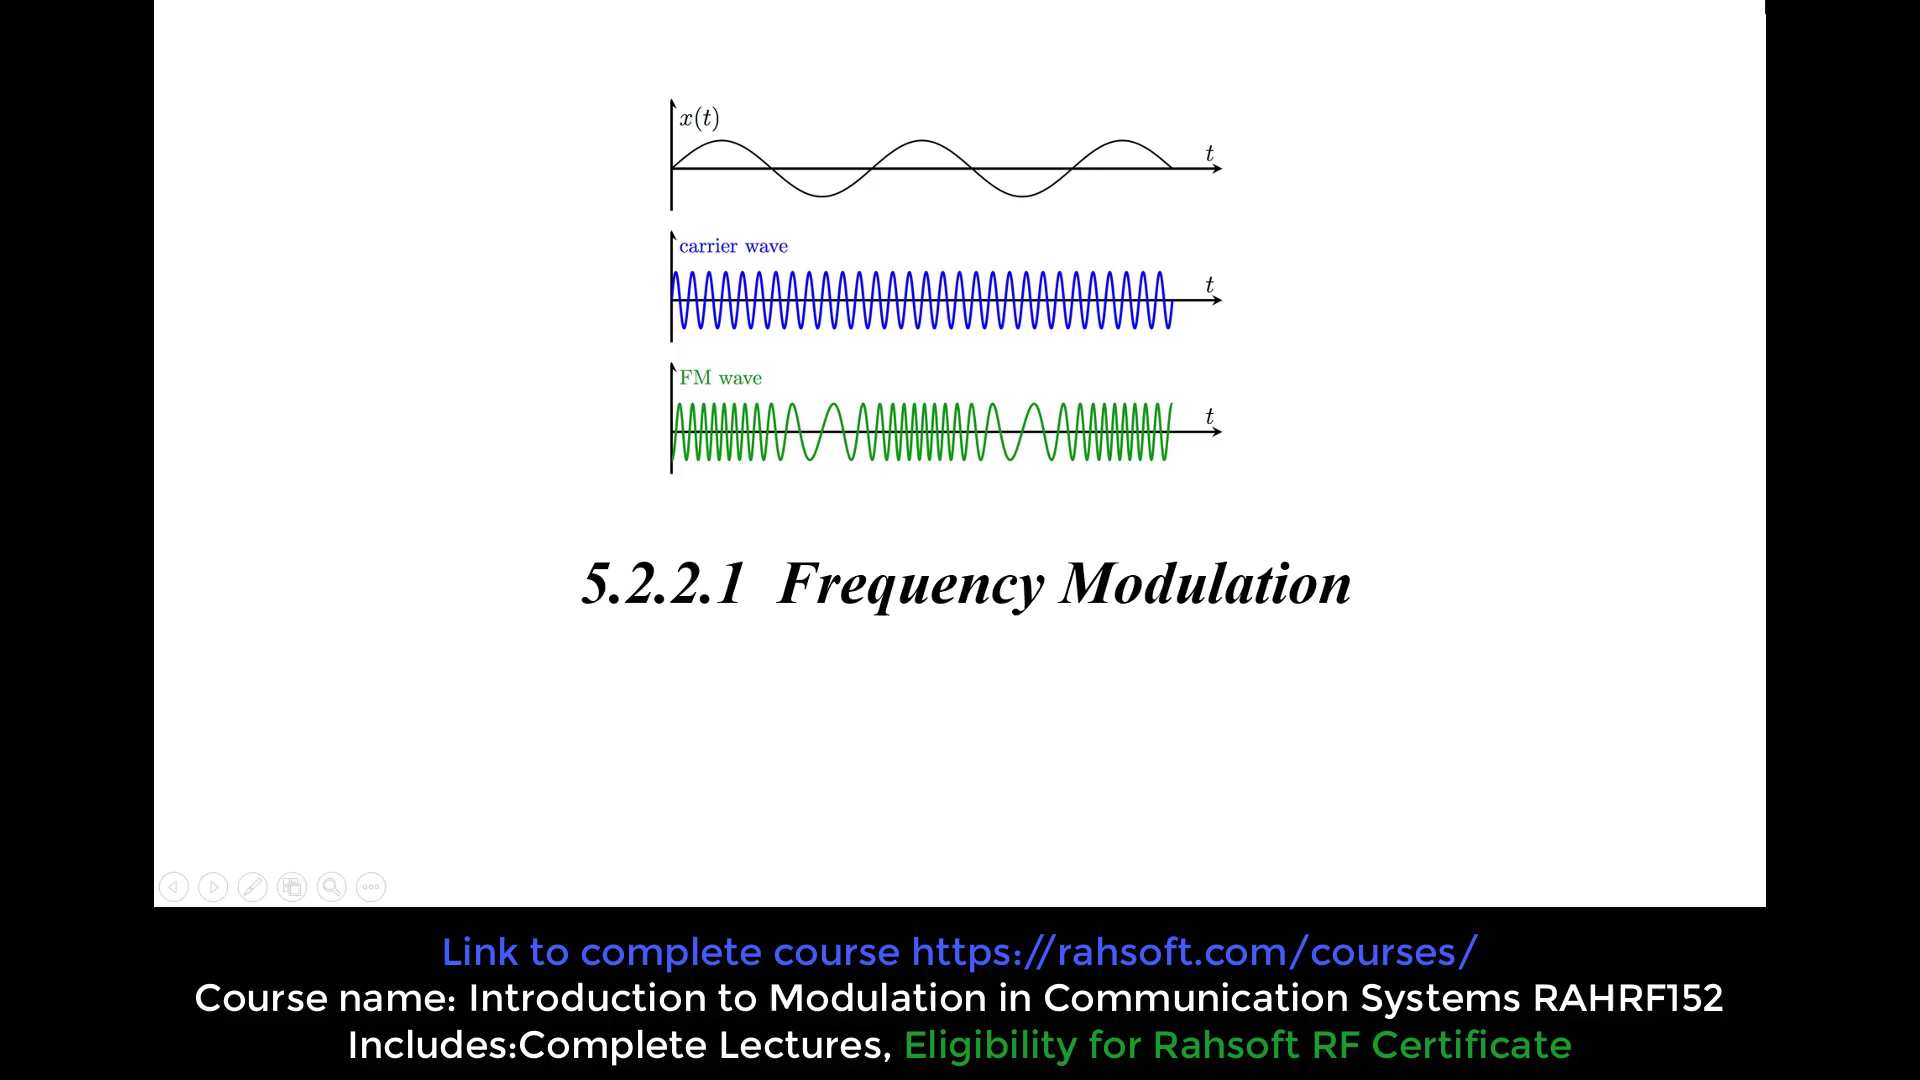 x(t)
t
carrier wave
t
FM wave
t
5.2.2.1 Frequency Modulation
Link to complete course https://rahsoft.com/courses/
Course name: Introduction to Modulation in Communication Systems RAHRF152
Includes:Complete Lectures, Eligibility for Rahsoft RF Certificate